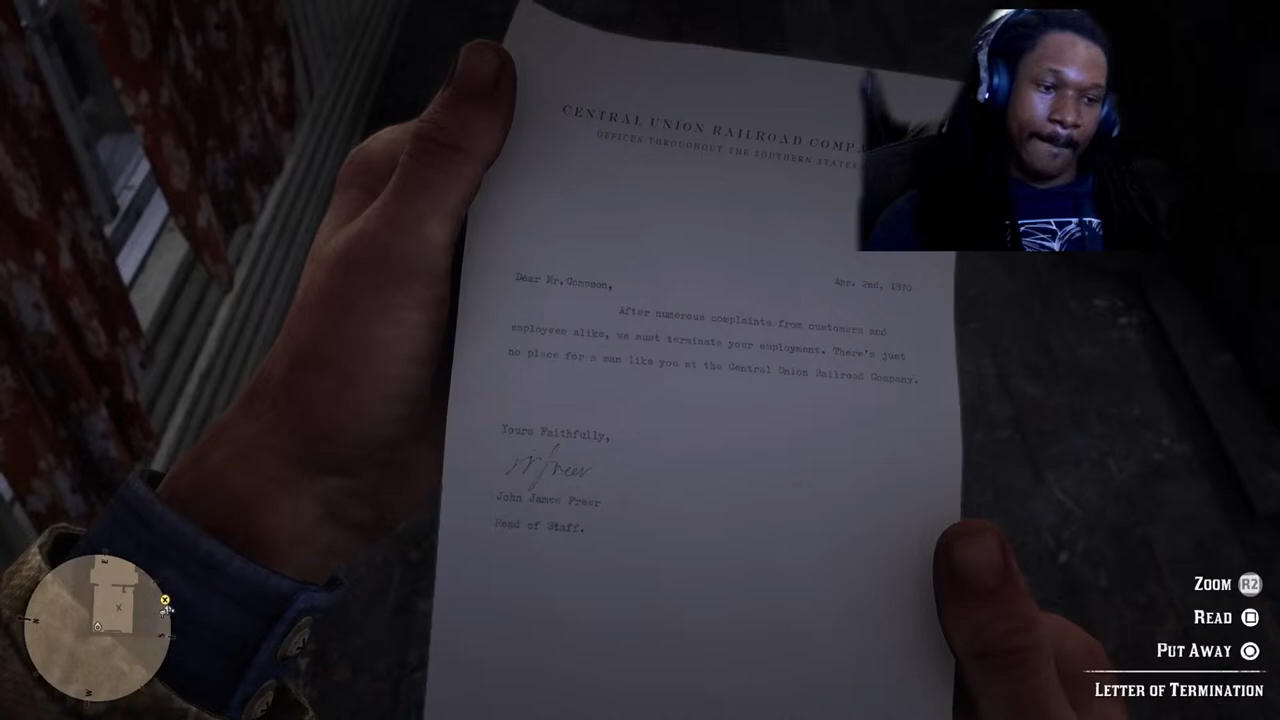 CENTRAL UNION RAILROAD COMPA
OFFICES THROUGHOUT THE SOUTHERN STATES
Dear Mr. Compson,
Apr. 2nd, 1870
After numerous complaints from customers and
employees alike, we must terminate your employment. There's just
no place for a man like you at the Central Union Railroad Company.
Yours Faithfully,
John James Freer
Head of Staff.
ZOOM R2
READ
PUT AWAY
LETTER OF TERMINATION